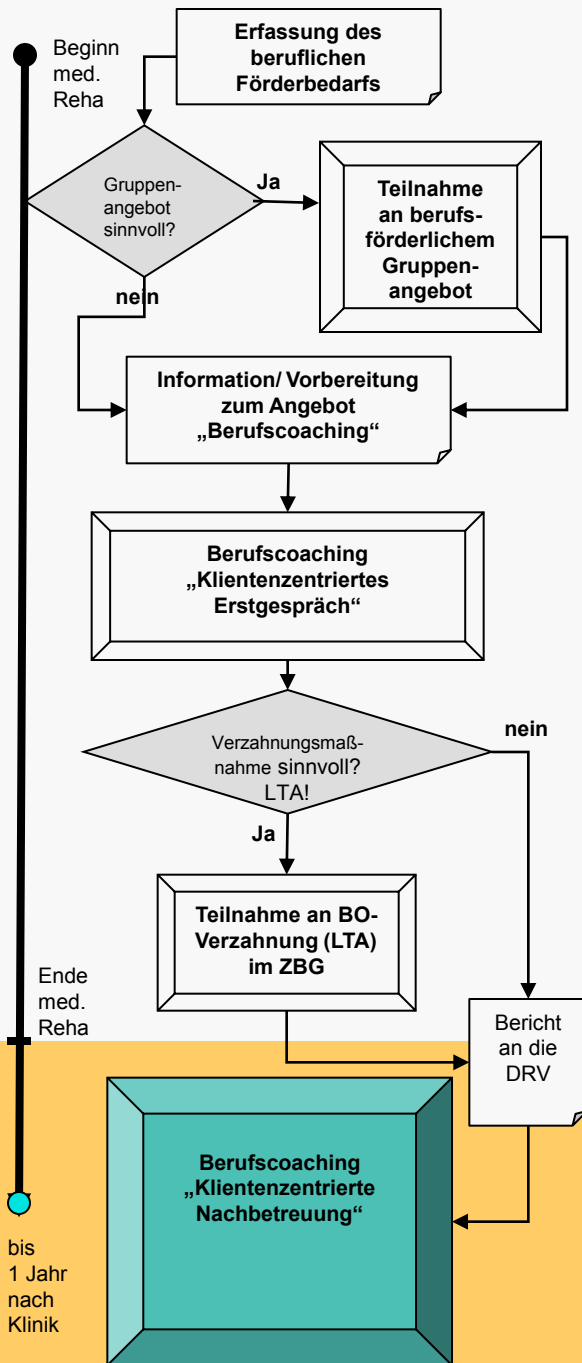 Beginn
med.
Reha
Erfassung des
beruflichen
Förderbedarfs
Gruppen-
angebot
sinnvoll?
Ja
nein
Teilnahme
an berufs-
förderlichem
Gruppen-
angebot
Information/ Vorbereitung
zum Angebot
„Berufscoaching“
Berufscoaching
„Klientenzentriertes
Erstgespräch“
Verzahnungsmaß-
nahme sinnvoll?
LTA!
nein
Ja
Teilnahme an BO-
Verzahnung (LTA)
im ZBG
Ende
med.
Reha
Bericht
an die
DRV
Berufscoaching
„Klientenzentrierte
Nachbetreuung“
bis
1 Jahr
nach
Klinik